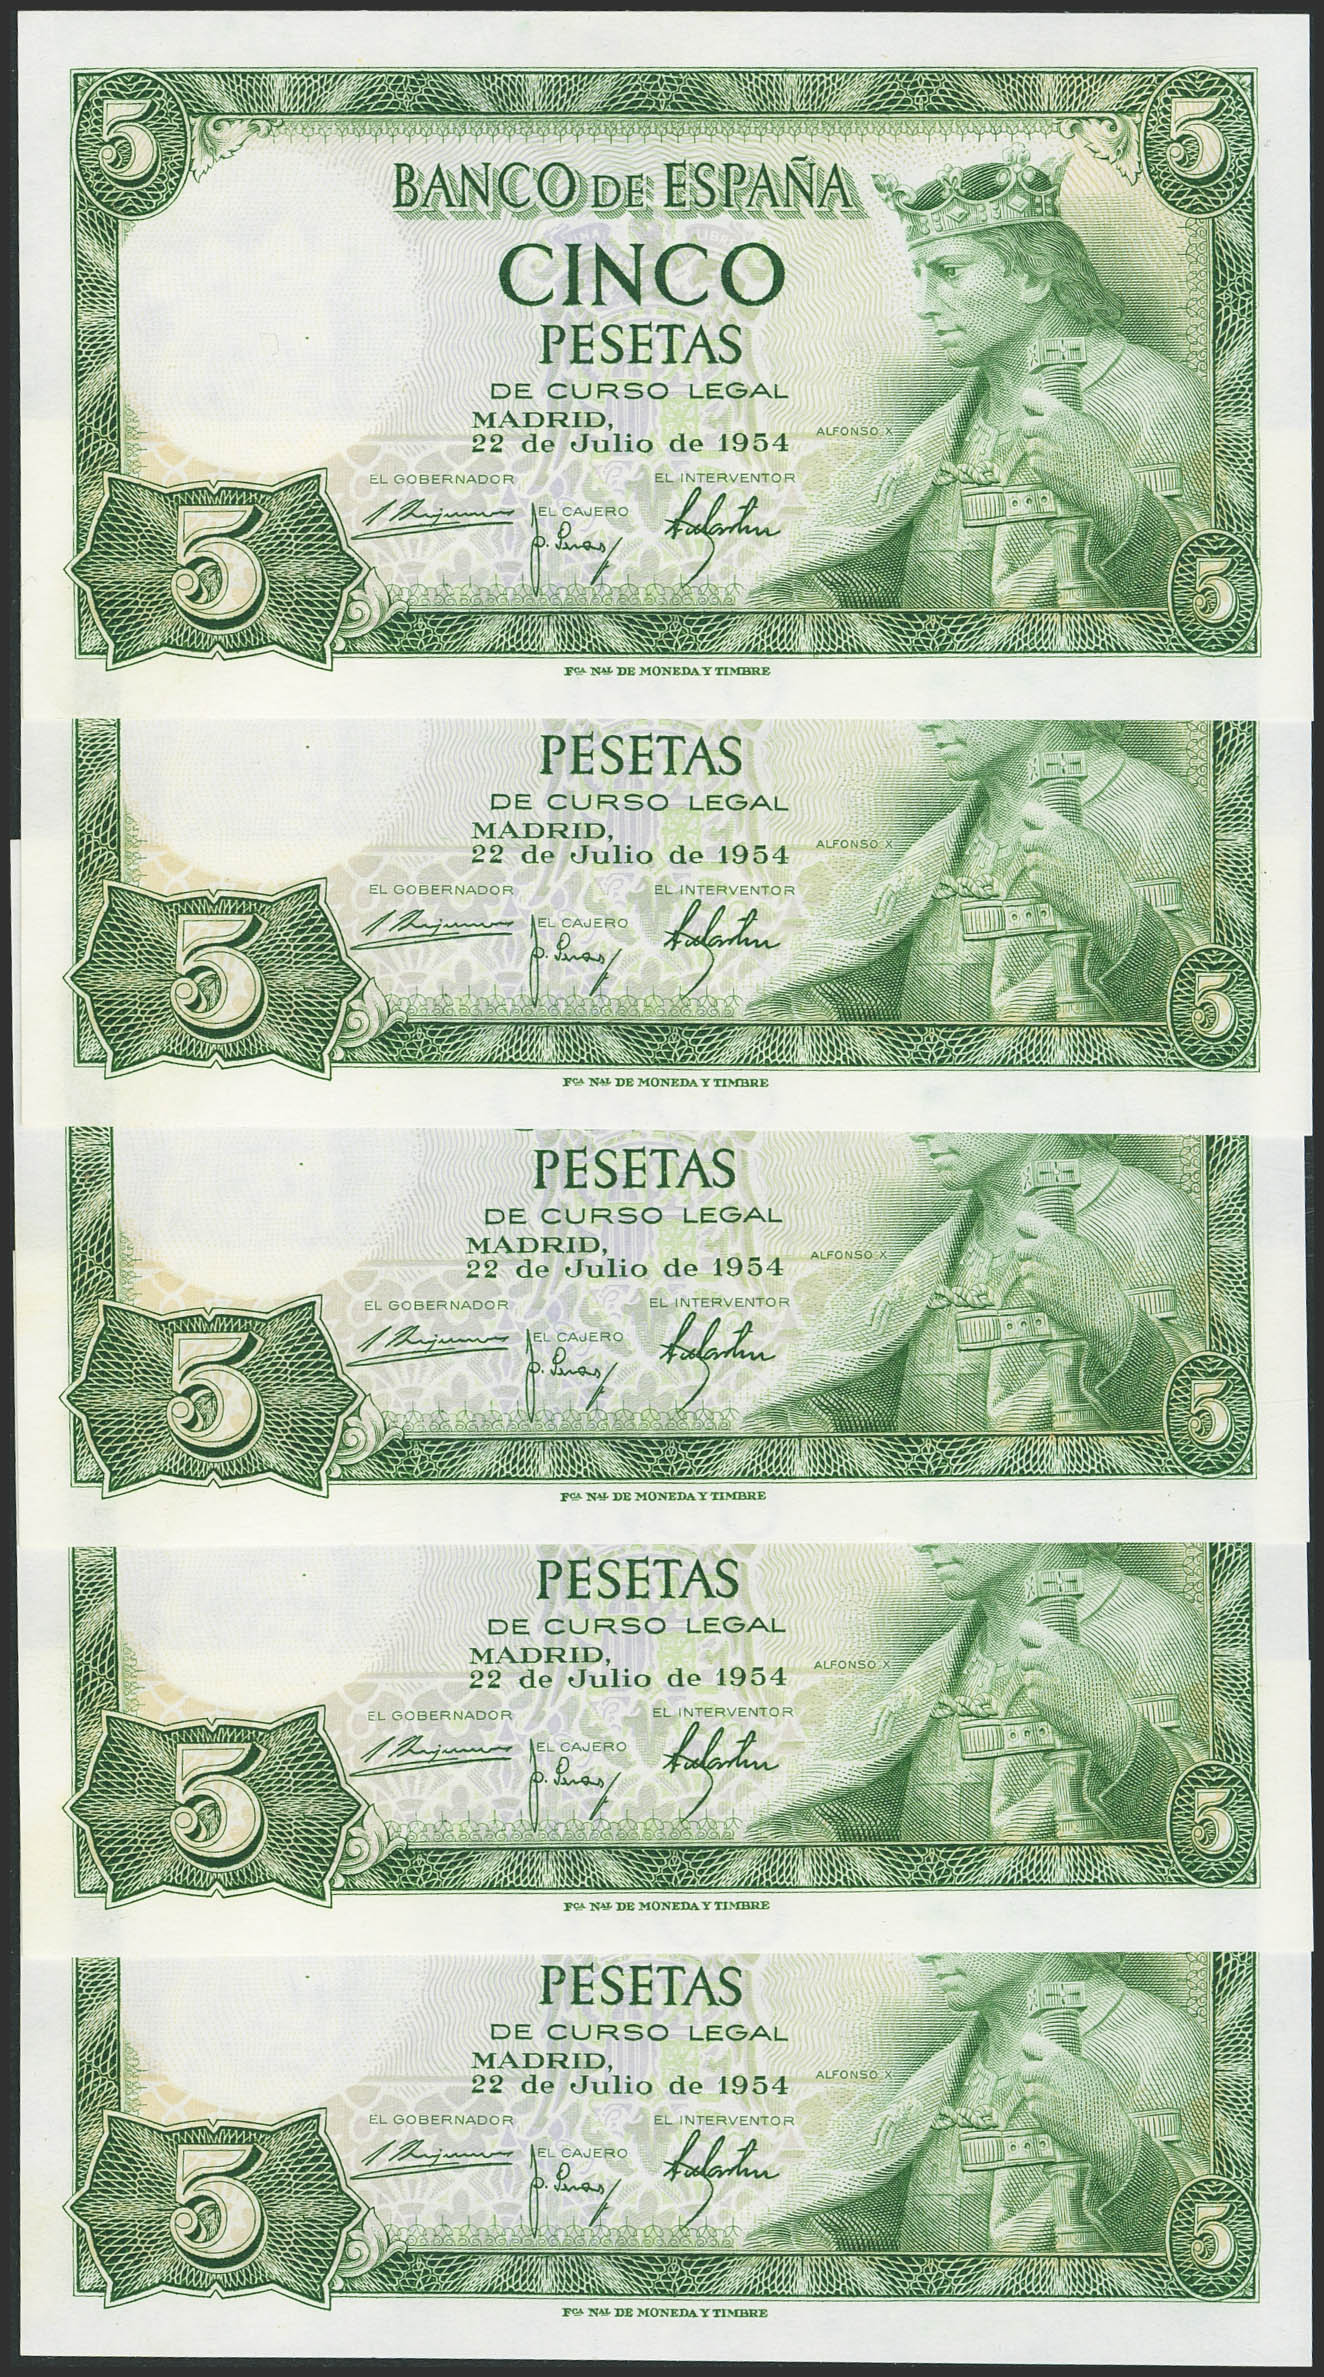 5 5
BANCO DE ESPAÑA
CINCO
PESETAS
DE CURSO LEGAL
MADRID,
22 de Julio de 1954
ALFONSO X
EL GOBERNADOR EL INTERVENTOR
EL CAJERO
5 5
FCA NAL DE MONEDA Y TIMBRE
PESETAS
DE CURSO LEGAL
MADRID,
22 de Julio de 1954
ALFONSO X
EL GOBERNADOR EL INTERVENTOR
EL CAJERO
5 5
FCA NAL DE MONEDA Y TIMBRE
PESETAS
DE CURSO LEGAL
MADRID,
22 de Julio de 1954
ALFONSO X
EL GOBERNADOR EL INTERVENTOR
EL CAJERO
5 5
FCA NAL DE MONEDA Y TIMBRE
PESETAS
DE CURSO LEGAL
MADRID,
22 de Julio de 1954
ALFONSO X
EL GOBERNADOR EL INTERVENTOR
EL CAJERO
5 5
FCA NAL DE MONEDA Y TIMBRE
PESETAS
DE CURSO LEGAL
MADRID,
22 de Julio de 1954
ALFONSO X
EL GOBERNADOR EL INTERVENTOR
EL CAJERO
5 5
FCA NAL DE MONEDA Y TIMBRE